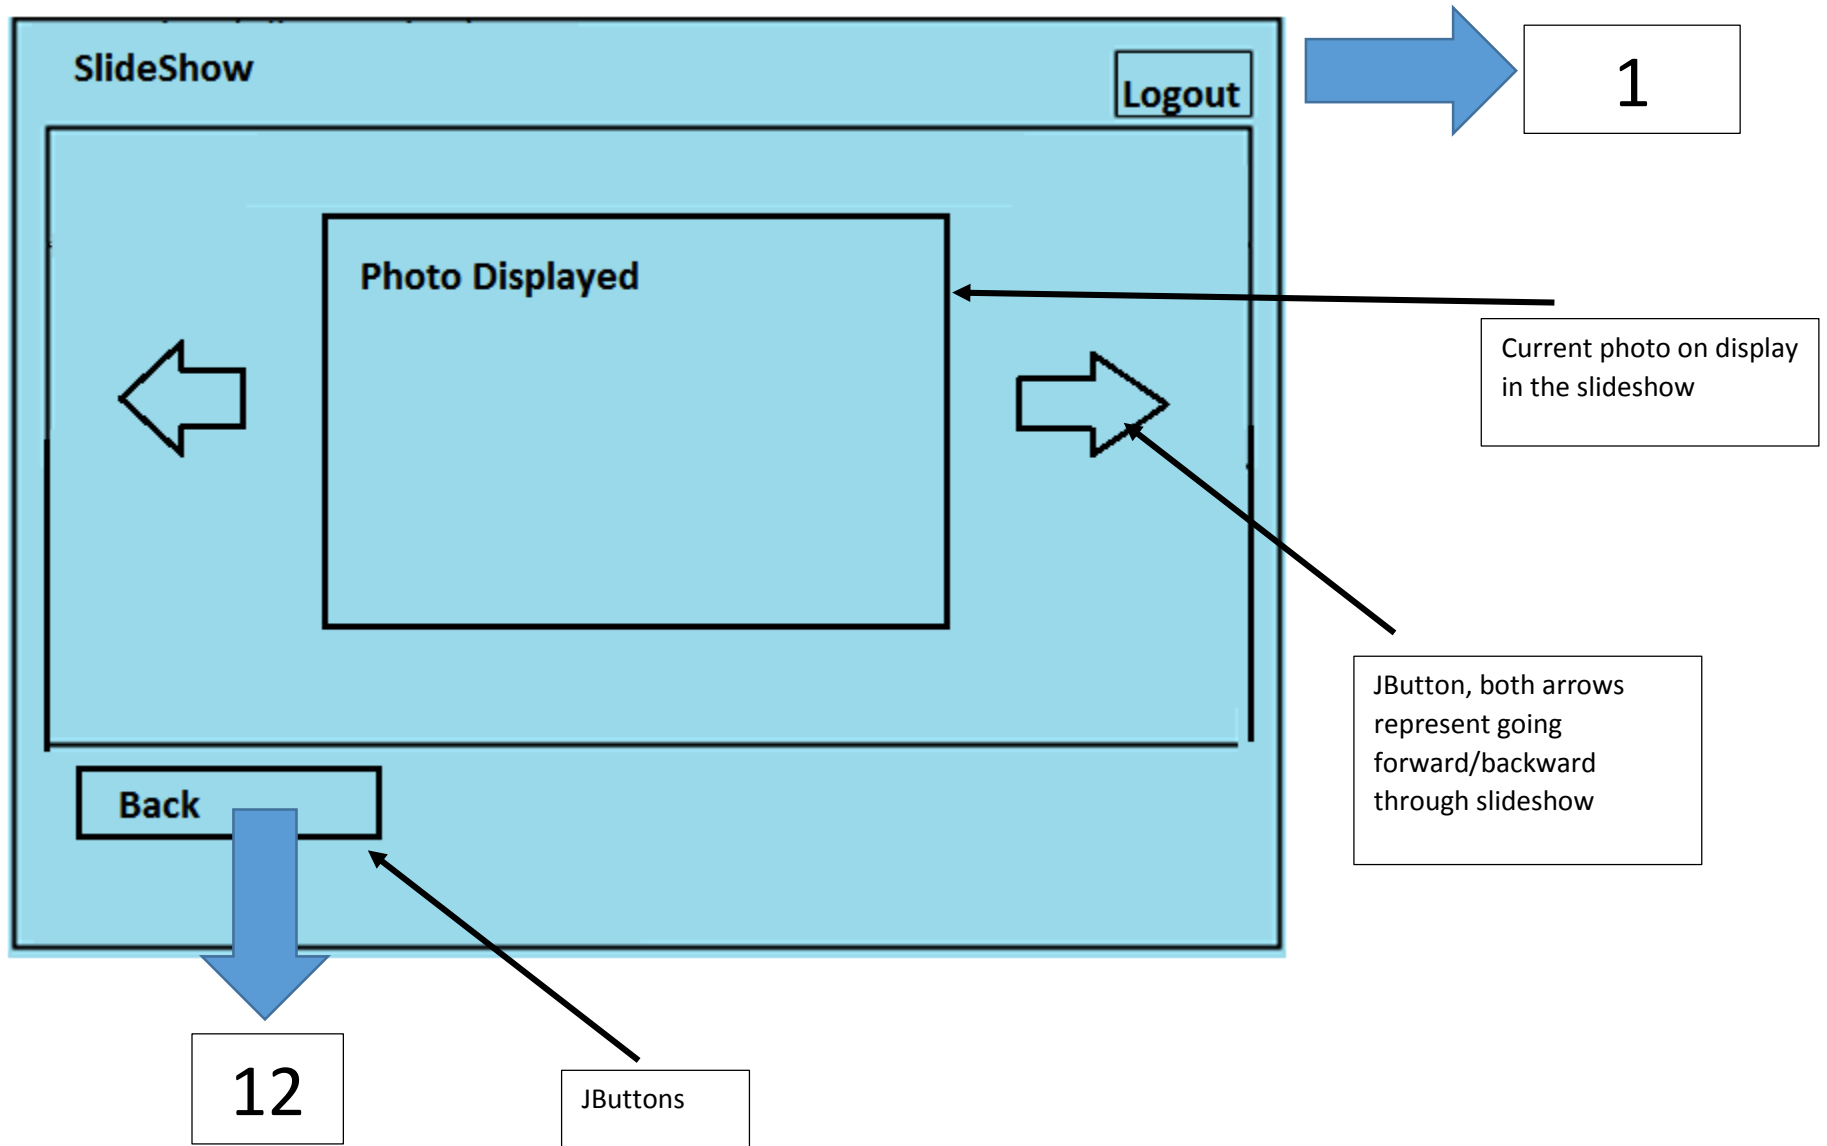 SlideShow
Logout
1
Photo Displayed
Current photo on display
in the slideshow
JButton, both arrows
represent going
forward/backward
through slideshow
Back
12
JButtons